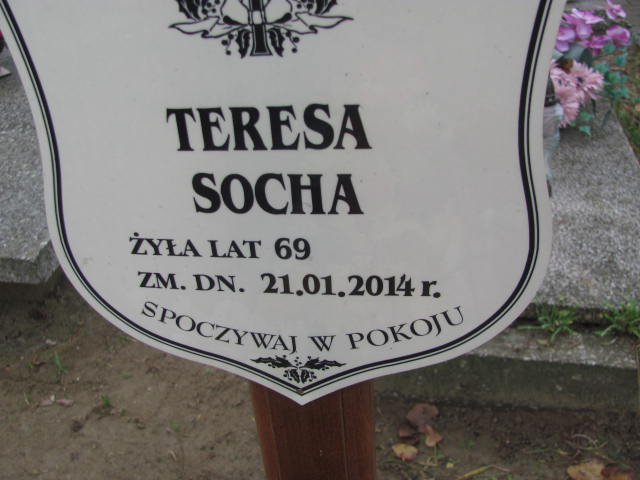 TERESA
SOCHA
ŻYŁA LAT 69
ZM. DN. 21.01.2014 r.
SPOCZYWAJ W POKOJU